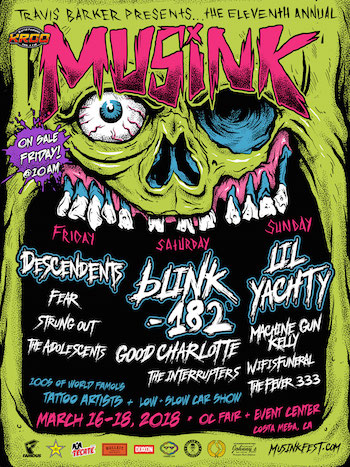 TRAVIS BARKER PRESENTS... THE ELEVENTH ANNUAL
KROQ
MUSINK
ON SALE
FRIDAY!
@10AM
FRIDAY
DESCENDENTS
FEAR
STRUNG OUT
THE ADOLESCENTS
SATURDAY
blink
-182
GOOD CHARLOTTE
THE INTERRUPTERS
SUNDAY
LIL
YACHTY
MACHINE GUN
KELLY
WIFISFUNERAL
THE FEVER 333
100S OF WORLD FAMOUS
TATTOO ARTISTS + LOW-N-SLOW CAR SHOW
MARCH 16-18, 2018 • OC FAIR + EVENT CENTER
COSTA MESA, CA
FAMOUS
TECATE
MUSINKFEST.COM